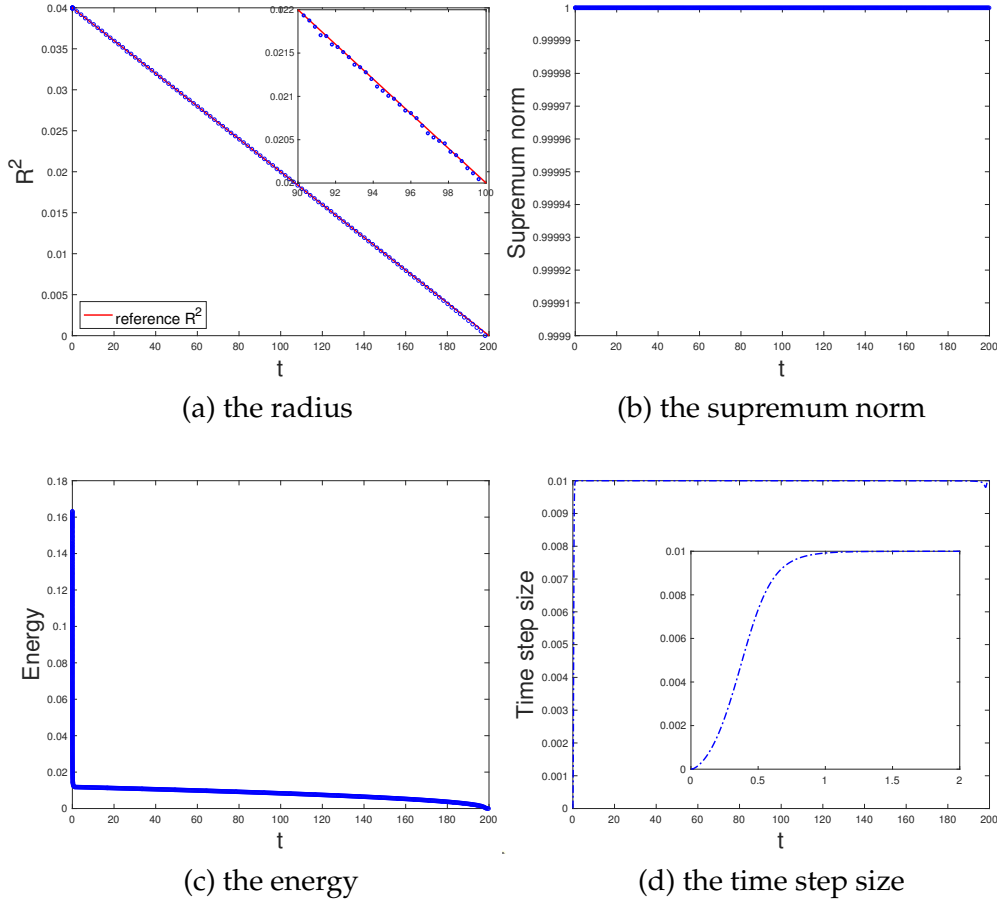 0.04
0.035
0.03
0.025
0.02
0.015
0.01
0.005
0
R²
0 20 40 60 80 100 120 140 160 180 200
t
reference R²
0.022
0.0215
0.021
0.0205
0.02
90 92 94 96 98 100
(a) the radius
1
0.99999
0.99998
0.99997
0.99996
0.99995
0.99994
0.99993
0.99992
0.99991
0.9999
Supremum norm
0 20 40 60 80 100 120 140 160 180 200
t
(b) the supremum norm
0.18
0.16
0.14
0.12
0.1
0.08
0.06
0.04
0.02
0
Energy
0 20 40 60 80 100 120 140 160 180 200
t
(c) the energy
0.01
0.009
0.008
0.007
0.006
0.005
0.004
0.003
0.002
0.001
0
Time step size
0 20 40 60 80 100 120 140 160 180 200
t
0.01
0.008
0.006
0.004
0.002
0
0 0.5 1 1.5 2
(d) the time step size